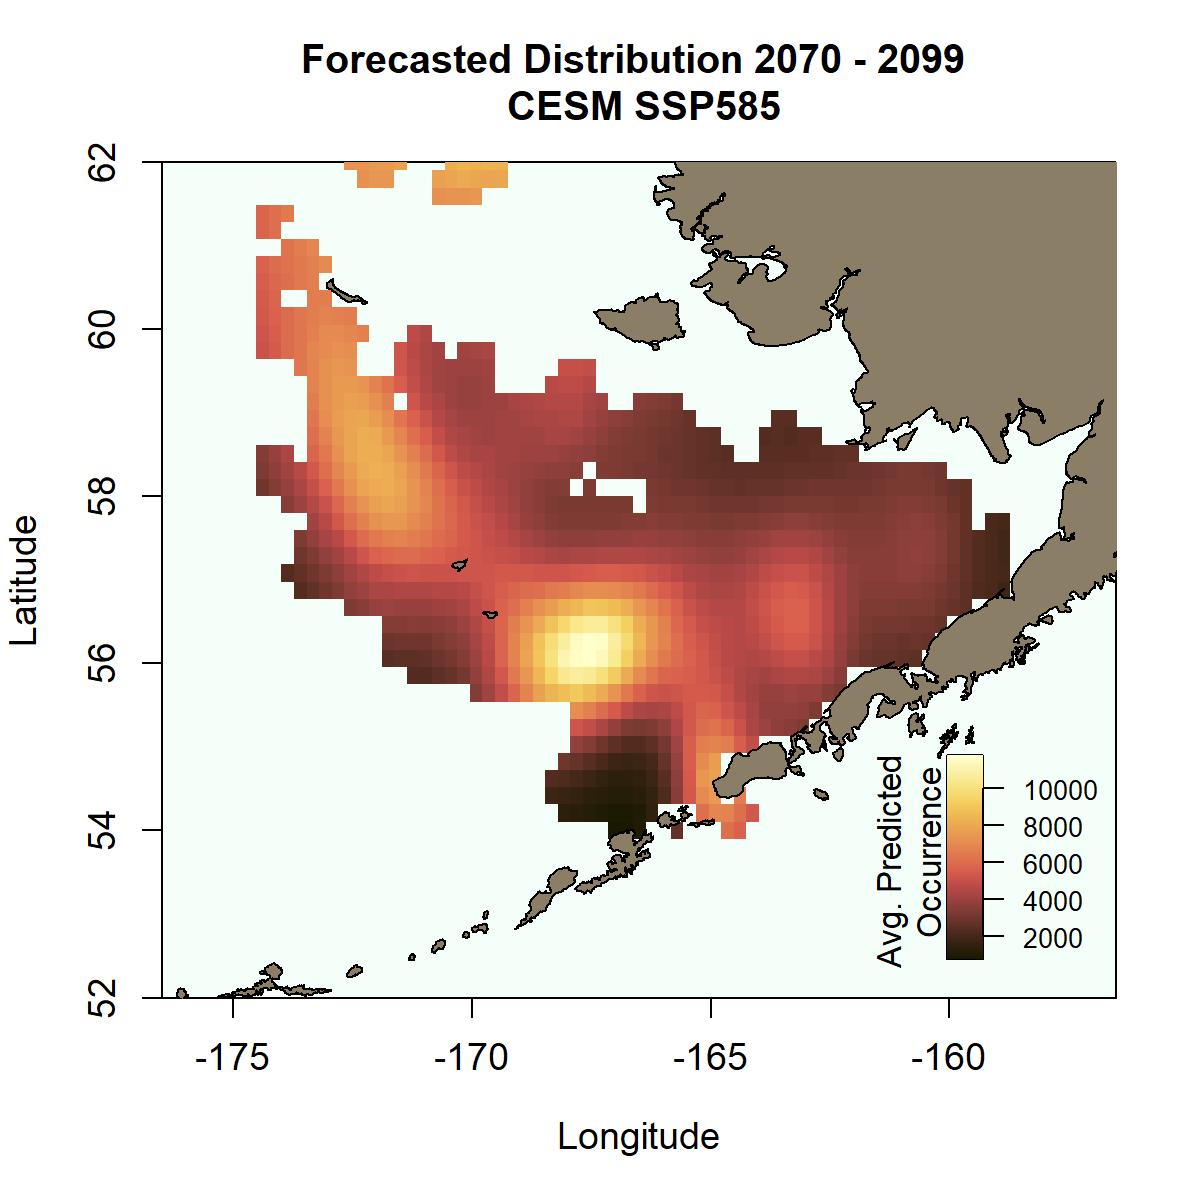 Forecasted Distribution 2070 - 2099
CESM SSP585
62
60
58
56
54
52
Latitude
-175
-170
-165
-160
Longitude
Avg. Predicted
Occurrence
10000
8000
6000
4000
2000